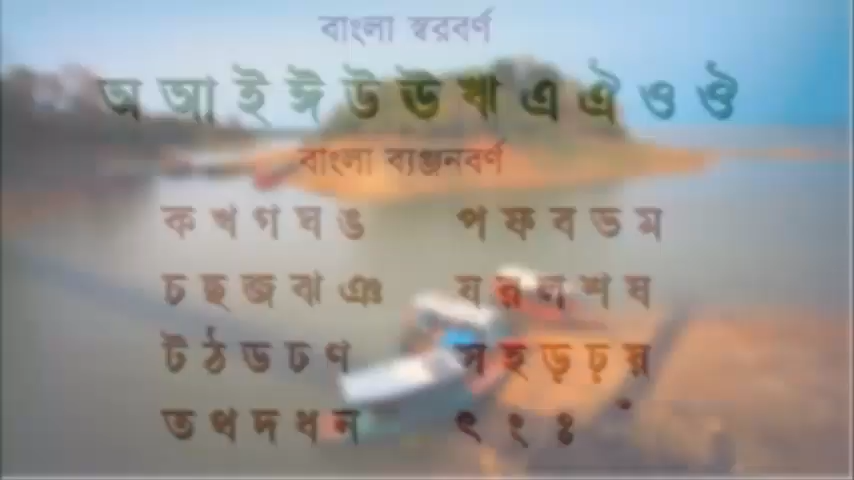 বাংলা স্বরবর্ণ
অ আ ই ঈ উ ঊ ঋ এ ঐ ও ঔ
বাংলা ব্যঞ্জনবর্ণ
ক খ গ ঘ ঙ প ফ ব ভ ম
চ ছ জ ঝ ঞ য র ল শ ষ
ট ঠ ড ঢ ণ স হ ড় ঢ় য়
ত থ দ ধ ন ৎ ং ঃ ঁ